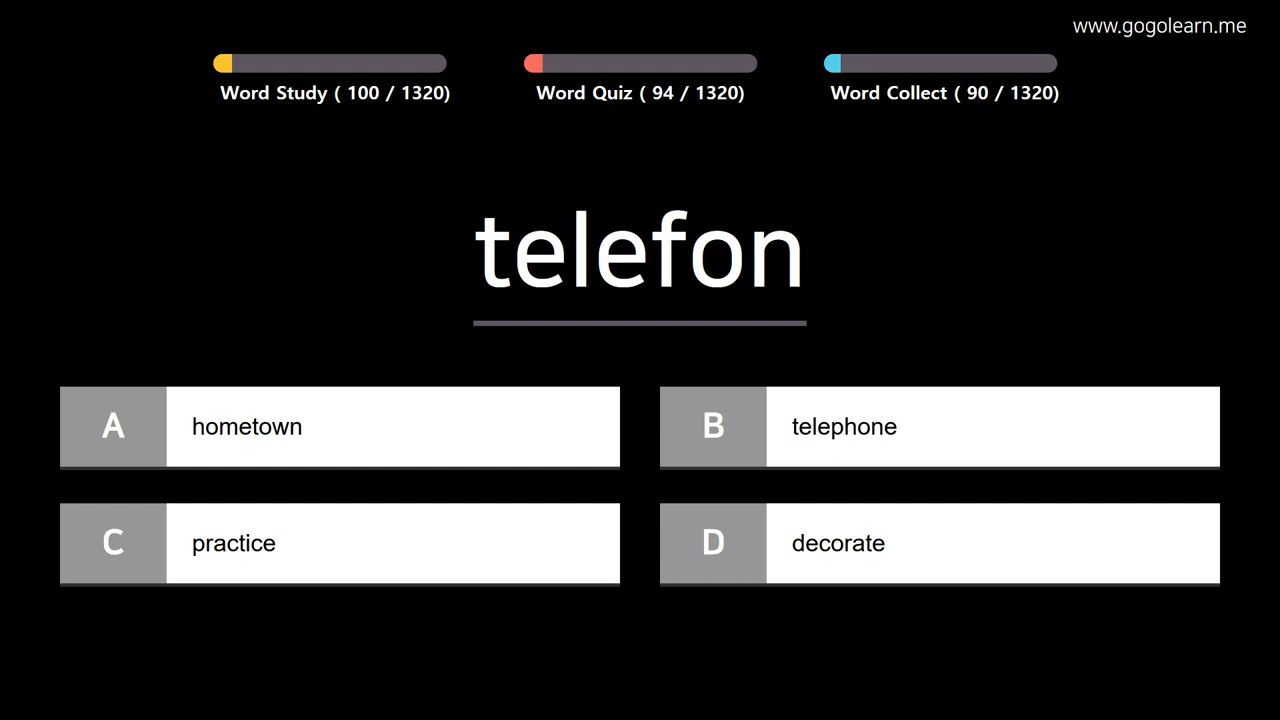 www.gogolearn.me
Word Study ( 100 / 1320)
Word Quiz ( 94 / 1320)
Word Collect ( 90 / 1320)
telefon
A hometown
B telephone
C practice
D decorate